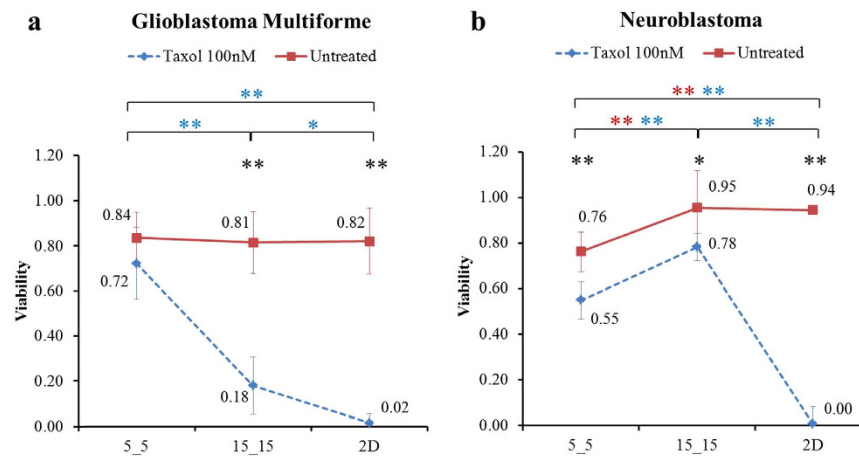 a
Glioblastoma Multiforme
Taxol 100nM
Untreated
**
** *
** **
Viability
1.20
1.00
0.80
0.60
0.40
0.20
0.00
0.84
0.81
0.82
0.72
0.18
0.02
5_5
15_15
2D
b
Neuroblastoma
Taxol 100nM
Untreated
** **
** ** **
** * **
Viability
1.20
1.00
0.80
0.60
0.40
0.20
0.00
0.76
0.95
0.94
0.55
0.78
0.00
5_5
15_15
2D